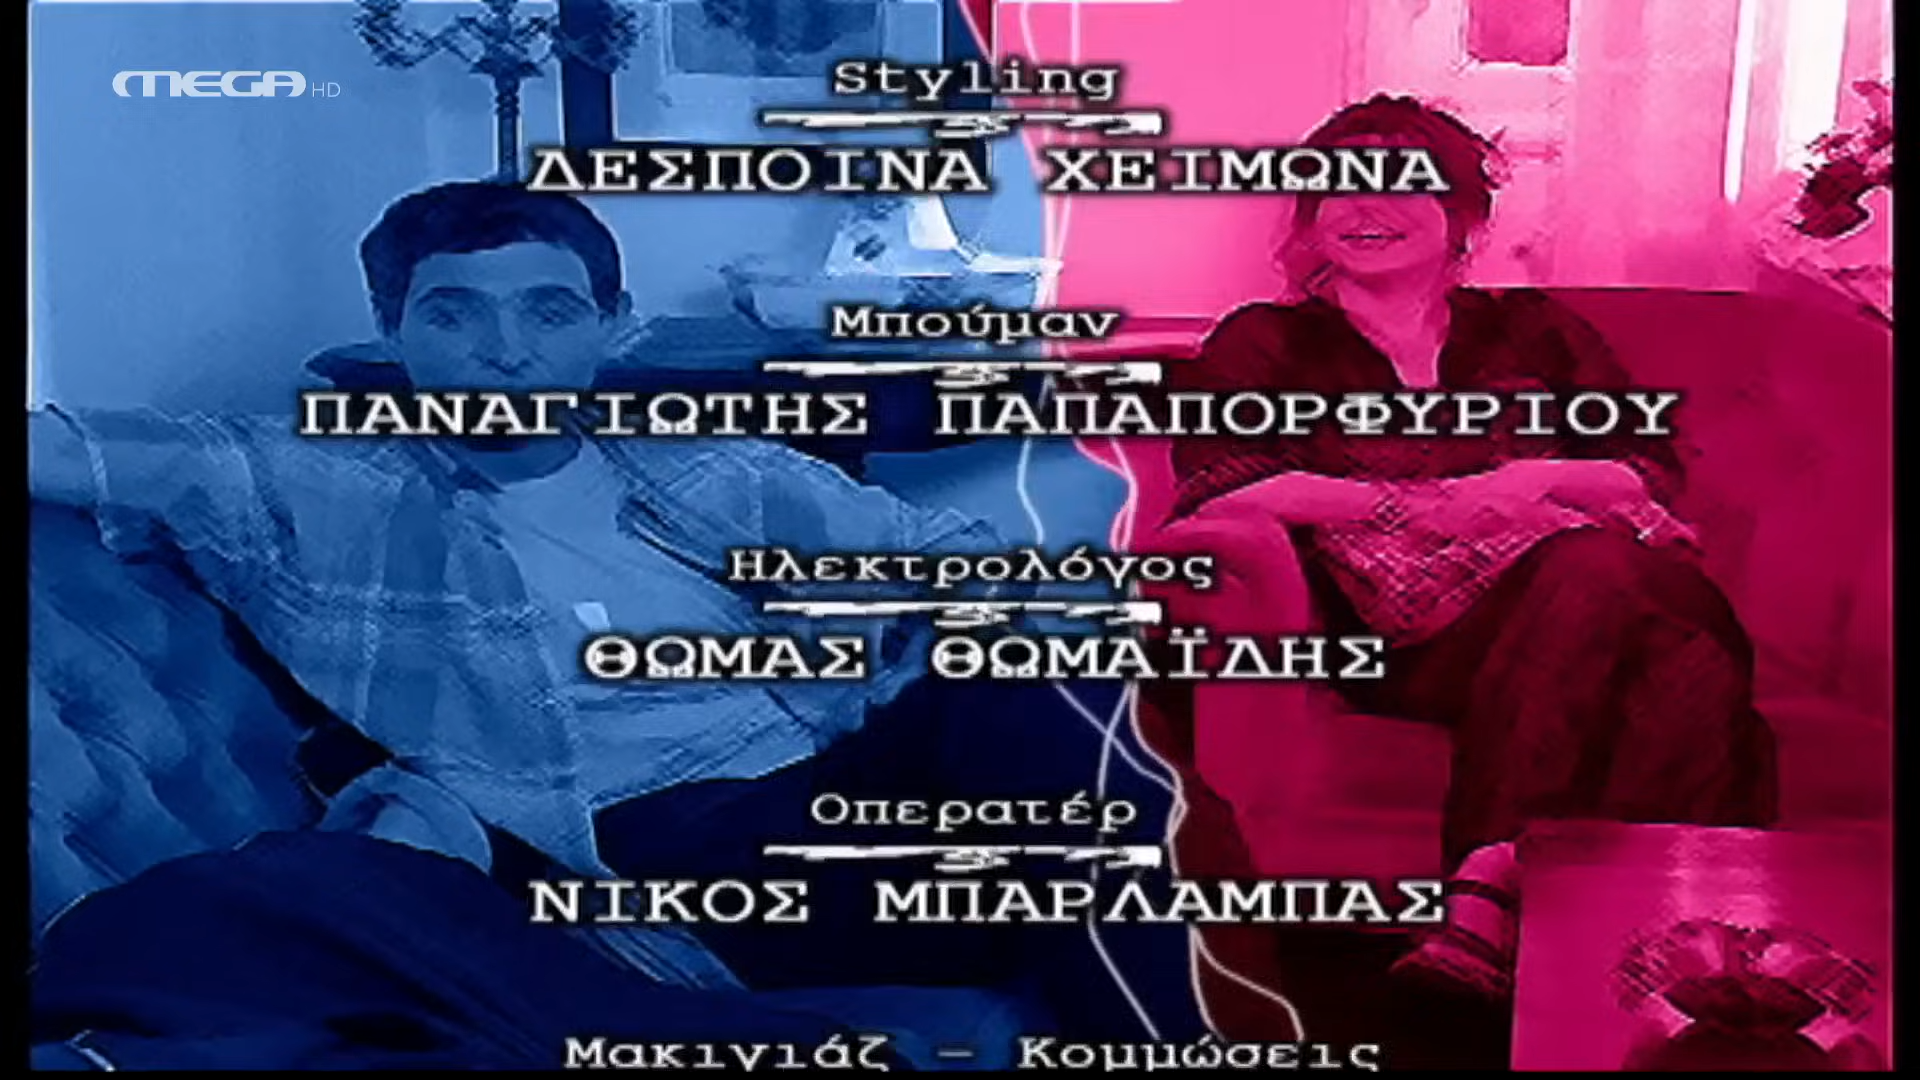 MEGA HD
Styling
ΔΕΣΠΟΙΝΑ ΧΕΙΜΩΝΑ
Μπούμαν
ΠΑΝΑΓΙΩΤΗΣ ΠΑΠΑΠΟΡΦΥΡΙΟΥ
Ηλεκτρολόγος
ΘΩΜΑΣ ΘΩΜΑΪΔΗΣ
Οπερατέρ
ΝΙΚΟΣ ΜΠΑΡΛΑΜΠΑΣ
Μακιγιάζ – Κομμώσεις